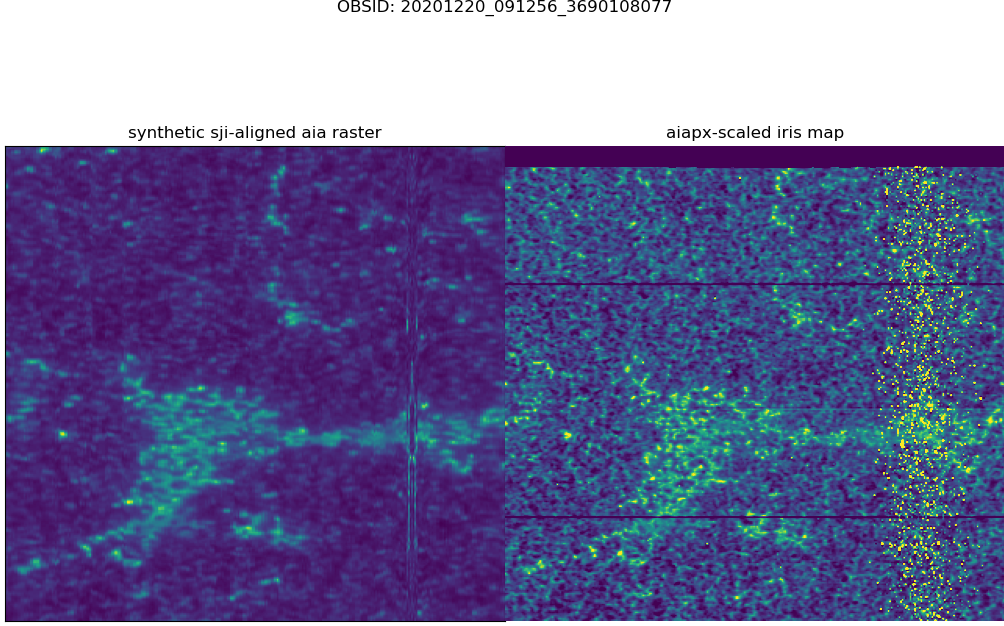 OBSID: 20201220_091256_3690108077
synthetic sji-aligned aia raster
aiapx-scaled iris map